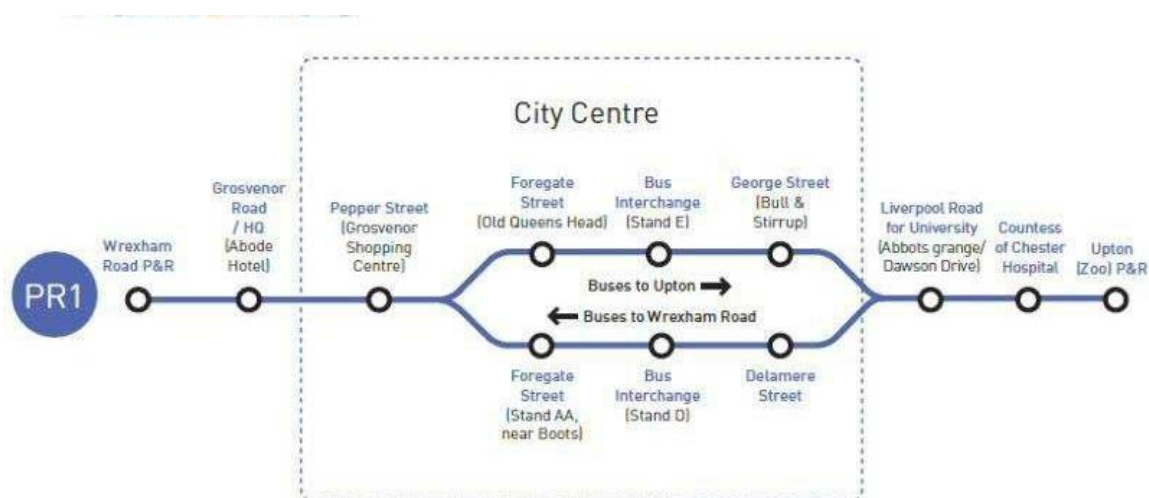 City Centre
PR1
Wrexham
Road P&R
Grosvenor
Road
/ HQ
(Abode
Hotel)
Pepper Street
(Grosvenor
Shopping
Centre)
Foregate
Street
(Old Queens Head)
Bus
Interchange
(Stand E)
George Street
(Bull &
Stirrup)
Buses to Upton
Buses to Wrexham Road
Foregate
Street
(Stand AA,
near Boots)
Bus
Interchange
(Stand D)
Delamere
Street
Liverpool Road
for University
(Abbots grange/
Dawson Drive)
Countess
of Chester
Hospital
Upton
(Zoo) P&R